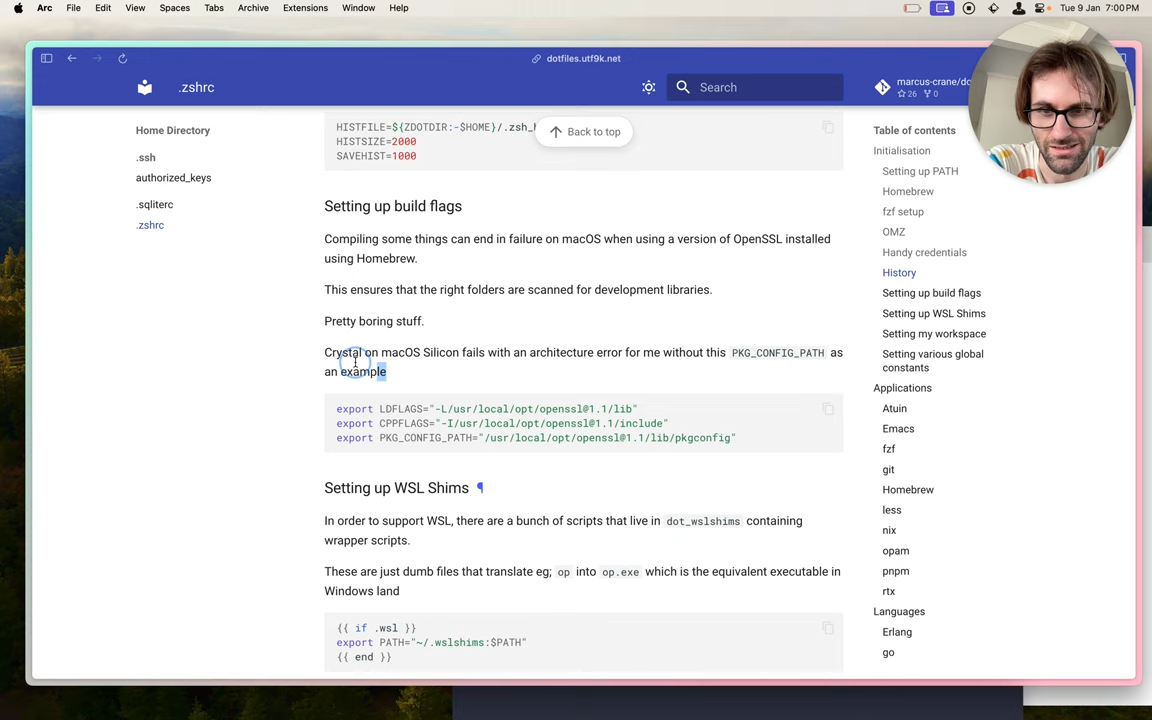 Arc File Edit View Spaces Tabs Archive Extensions Window Help
Tue 9 Jan 7:00PM
dotfiles.utf9k.net
.zshrc
Search
marcus-crane/do
26 0
Home Directory
.ssh
authorized_keys
.sqliterc
.zshrc
HISTFILE=${ZDOTDIR:-$HOME}/.zsh_h
HISTSIZE=2000
SAVEHIST=1000
Back to top
Setting up build flags
Compiling some things can end in failure on macOS when using a version of OpenSSL installed
using Homebrew.
This ensures that the right folders are scanned for development libraries.
Pretty boring stuff.
Crystal on macOS Silicon fails with an architecture error for me without this PKG_CONFIG_PATH as
an example
export LDFLAGS="-L/usr/local/opt/openssl@1.1/lib"
export CPPFLAGS="-I/usr/local/opt/openssl@1.1/include"
export PKG_CONFIG_PATH="/usr/local/opt/openssl@1.1/lib/pkgconfig"
Setting up WSL Shims ¶
In order to support WSL, there are a bunch of scripts that live in dot_wslshims containing
wrapper scripts.
These are just dumb files that translate eg; op into op.exe which is the equivalent executable in
Windows land
{{ if .wsl }}
export PATH="~/.wslshims:$PATH"
{{ end }}
Table of contents
Initialisation
Setting up PATH
Homebrew
fzf setup
OMZ
Handy credentials
History
Setting up build flags
Setting up WSL Shims
Setting my workspace
Setting various global
constants
Applications
Atuin
Emacs
fzf
git
Homebrew
less
nix
opam
pnpm
rtx
Languages
Erlang
go